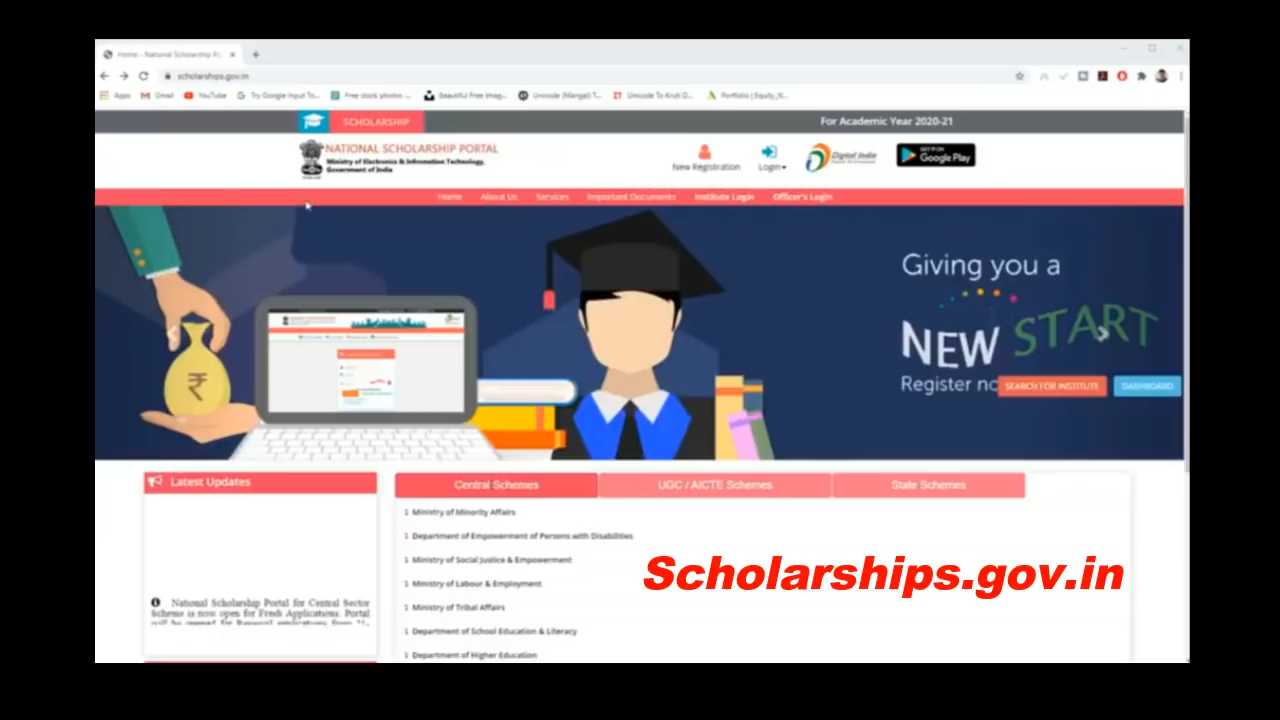 Home - National Scholarship P
scholarships.gov.in
Apps Gmail YouTube Try Google Input To... Free stock photos ... Beautiful Free Imag... Unicode (Mangal) T... Unicode To Kruti D... Portfolio | Equity_N...
SCHOLARSHIP For Academic Year 2020-21
NATIONAL SCHOLARSHIP PORTAL
Ministry of Electronics & Infromation Technology,
Government of India
New Registration Login Digital India GET IT ON Google Play
Home About Us Services Important Documents Institute Login Officer's Login
Giving you a
NEW START
Register no
SEARCH FOR INSTITUTE DASHBOARD
₹
Latest Updates
Central Schemes UGC / AICTE Schemes State Schemes
Ministry of Minority Affairs
Department of Empowerment of Persons with Disabilities
Ministry of Social Justice & Empowerment
Ministry of Labour & Employment
Ministry of Tribal Affairs
Department of School Education & Literacy
Department of Higher Education
Scholarships.gov.in
National Scholarship Portal for Central Sector
Scheme is now open for Fresh Applications. Portal